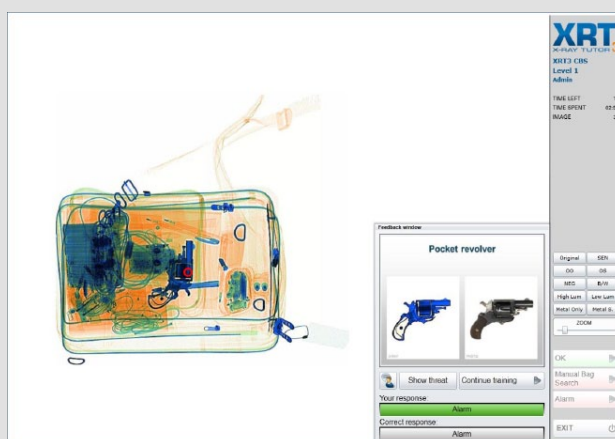 XRT3
X-RAY TUTOR
XRT3 CBS
Level 1
Admin
TIME LEFT
TIME SPENT
IMAGE
Feedback window
Pocket revolver
Show threat
Continue training
Your response:
Alarm
Correct response:
Alarm
Original
SEN
OO
OS
NEG
B/W
High Lum
Low Lum
Metal Only
Metal S.
ZOOM
OK
Manual Bag
Search
Alarm
EXIT